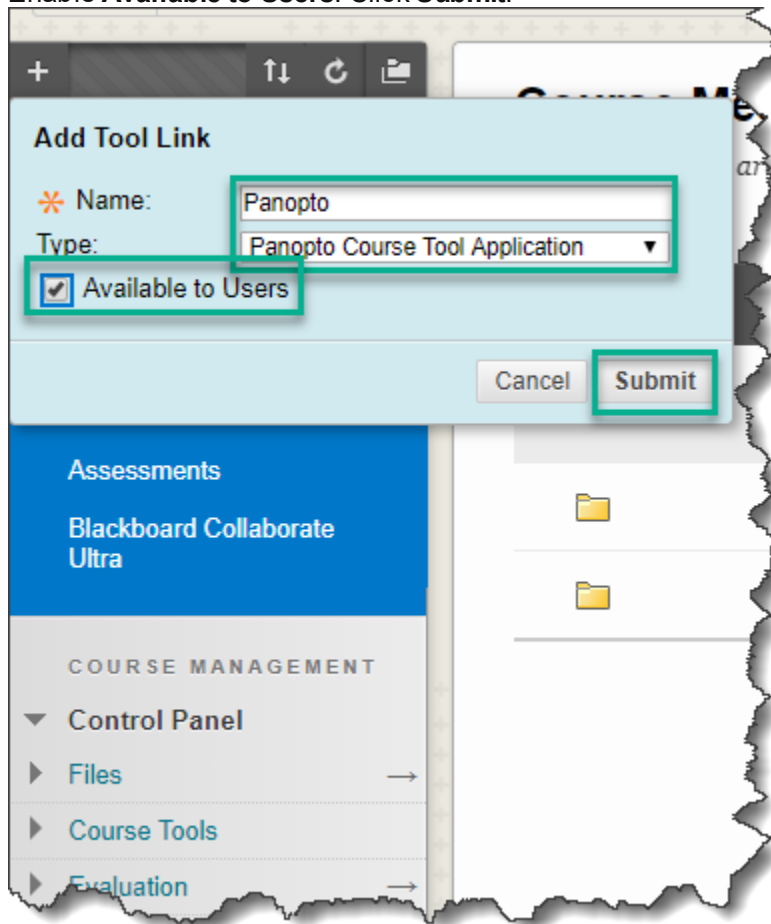 Enable Available to Users. Click Submit.
Add Tool Link
Name:
Panopto
Type:
Panopto Course Tool Application
Available to Users
Cancel
Submit
Assessments
Blackboard Collaborate
Ultra
COURSE MANAGEMENT
Control Panel
Files
Course Tools
Evaluation